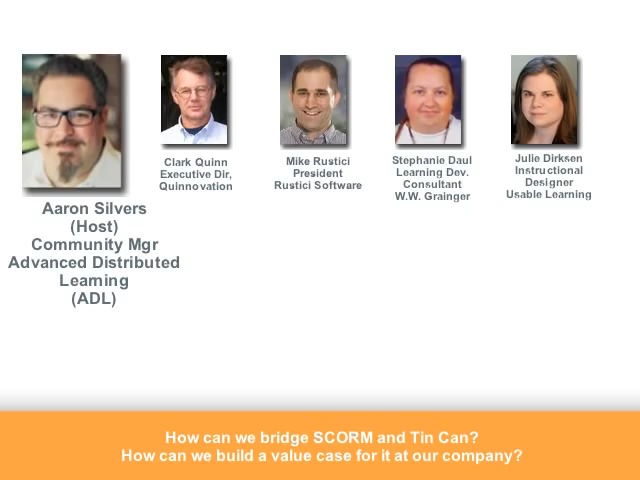 Aaron Silvers
(Host)
Community Mgr
Advanced Distributed
Learning
(ADL)
Clark Quinn
Executive Dir,
Quinnovation
Mike Rustici
President
Rustici Software
Stephanie Daul
Learning Dev.
Consultant
W.W. Grainger
Julie Dirksen
Instructional
Designer
Usable Learning
How can we bridge SCORM and Tin Can?
How can we build a value case for it at our company?